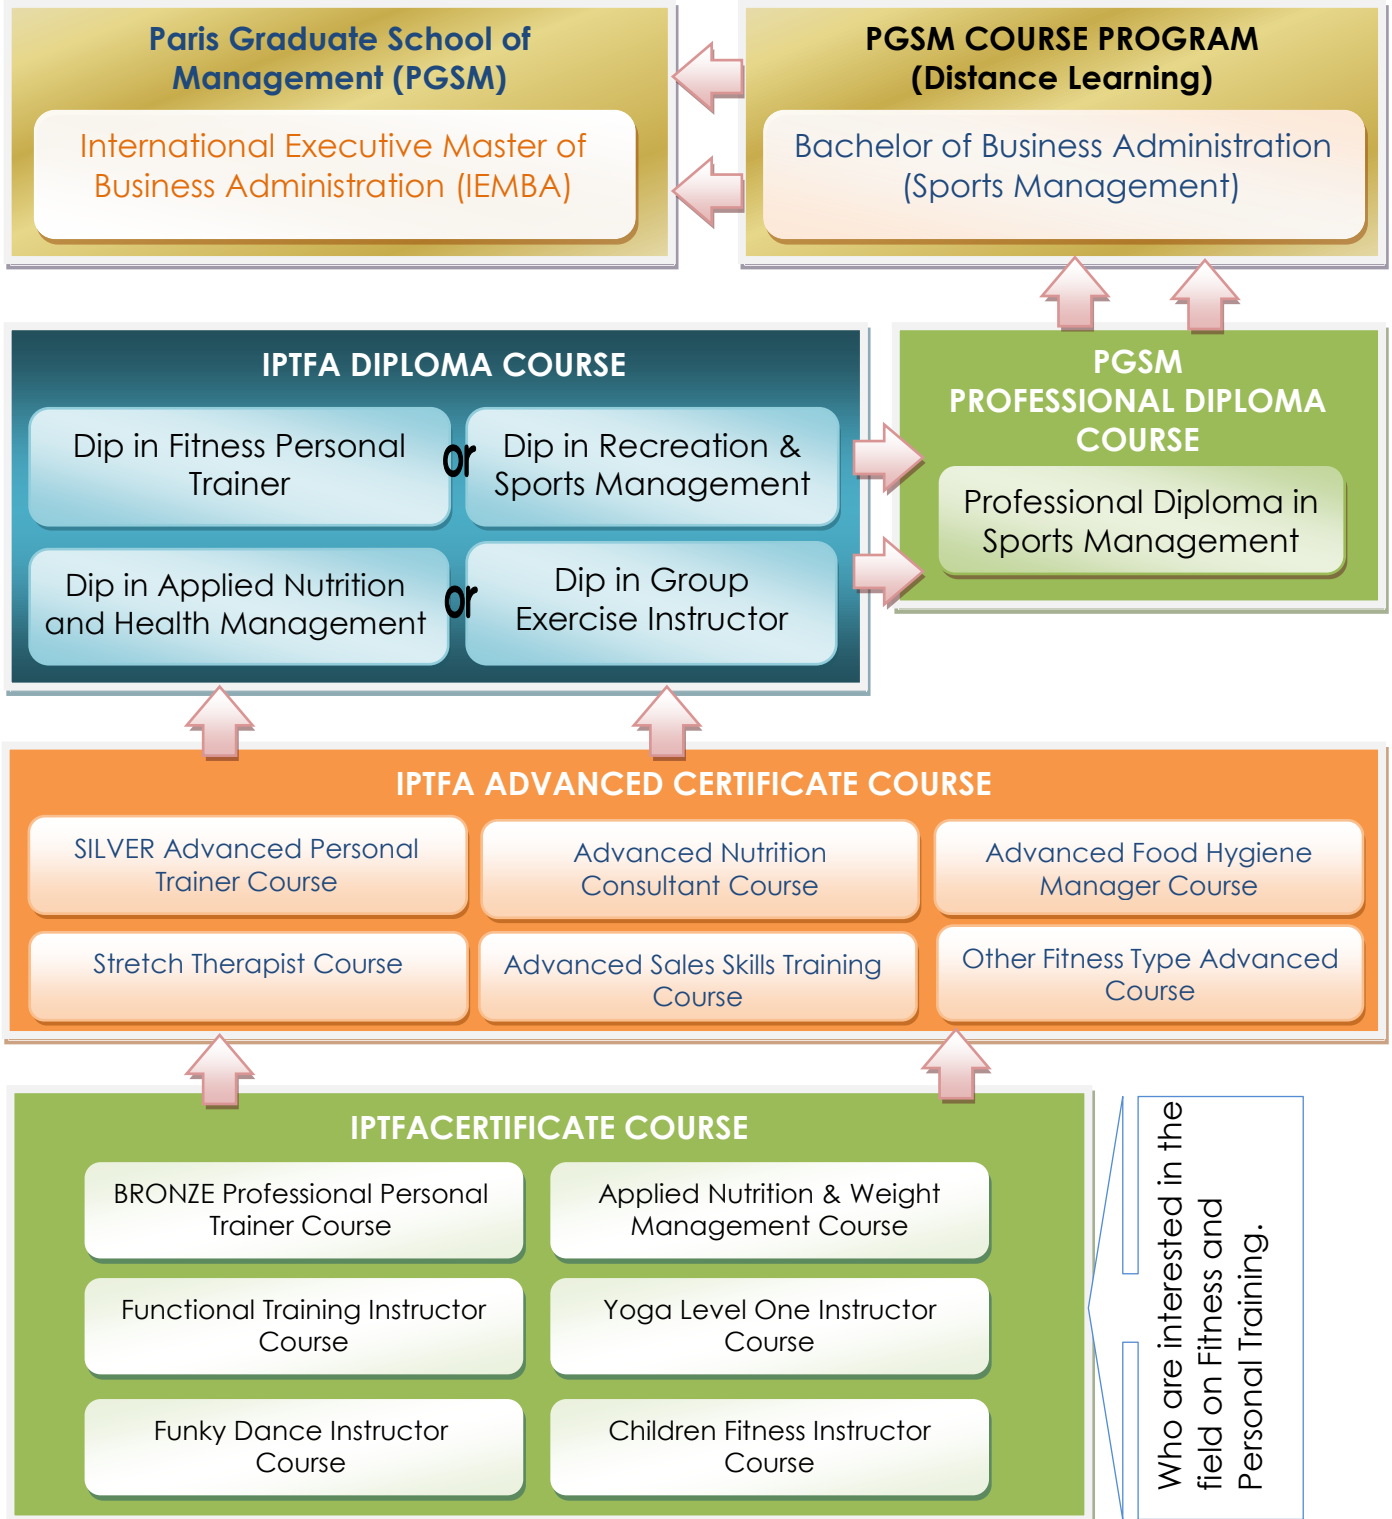 Paris Graduate School of
Management (PGSM)
International Executive Master of
Business Administration (IEMBA)
PGSM COURSE PROGRAM
(Distance Learning)
Bachelor of Business Administration
(Sports Management)
IPTFA DIPLOMA COURSE
Dip in Fitness Personal
Trainer
or
Dip in Recreation &
Sports Management
Dip in Applied Nutrition
and Health Management
or
Dip in Group
Exercise Instructor
PGSM
PROFESSIONAL DIPLOMA
COURSE
Professional Diploma in
Sports Management
IPTFA ADVANCED CERTIFICATE COURSE
SILVER Advanced Personal
Trainer Course
Advanced Nutrition
Consultant Course
Advanced Food Hygiene
Manager Course
Stretch Therapist Course
Advanced Sales Skills Training
Course
Other Fitness Type Advanced
Course
IPTFACERTIFICATE COURSE
BRONZE Professional Personal
Trainer Course
Applied Nutrition & Weight
Management Course
Functional Training Instructor
Course
Yoga Level One Instructor
Course
Funky Dance Instructor
Course
Children Fitness Instructor
Course
Who are interested in the
field on Fitness and
Personal Training.